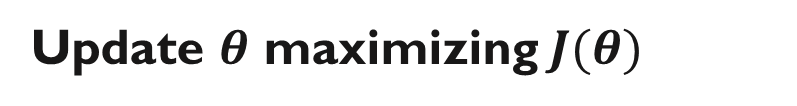 Update θ maximizing J(θ)